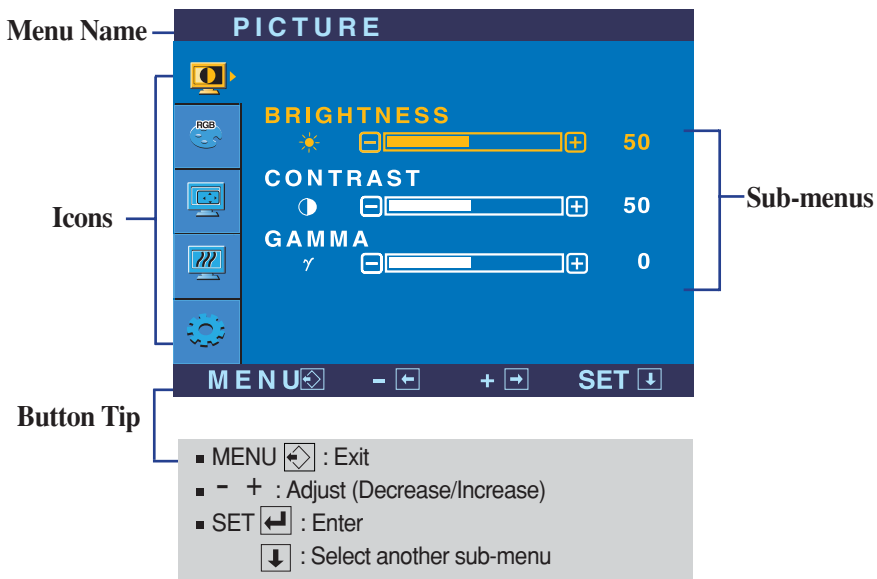 Menu Name
PICTURE
RGB
BRIGHTNESS
50
CONTRAST
50
GAMMA
γ 0
Icons
Sub-menus
MENU - + SET
Button Tip
▪ MENU : Exit
▪ - + : Adjust (Decrease/Increase)
▪ SET ↵ : Enter
↓ : Select another sub-menu